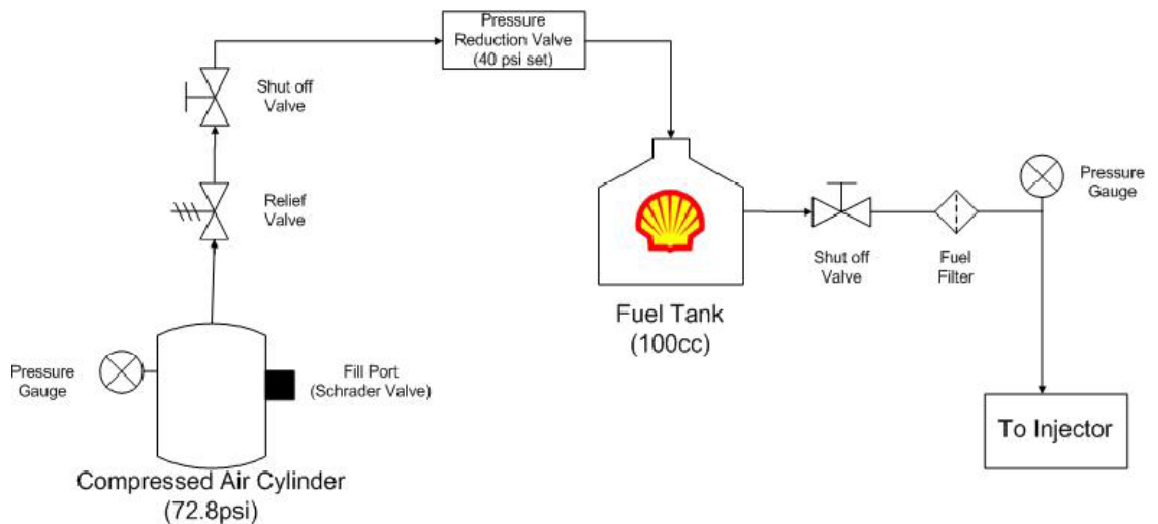 Pressure
Reduction Valve
(40 psi set)
Shut off
Valve
Relief
Valve
Pressure
Gauge
Fill Port
(Schrader Valve)
Compressed Air Cylinder
(72.8psi)
Fuel Tank
(100cc)
Shut off
Valve
Fuel
Filter
Pressure
Gauge
To Injector